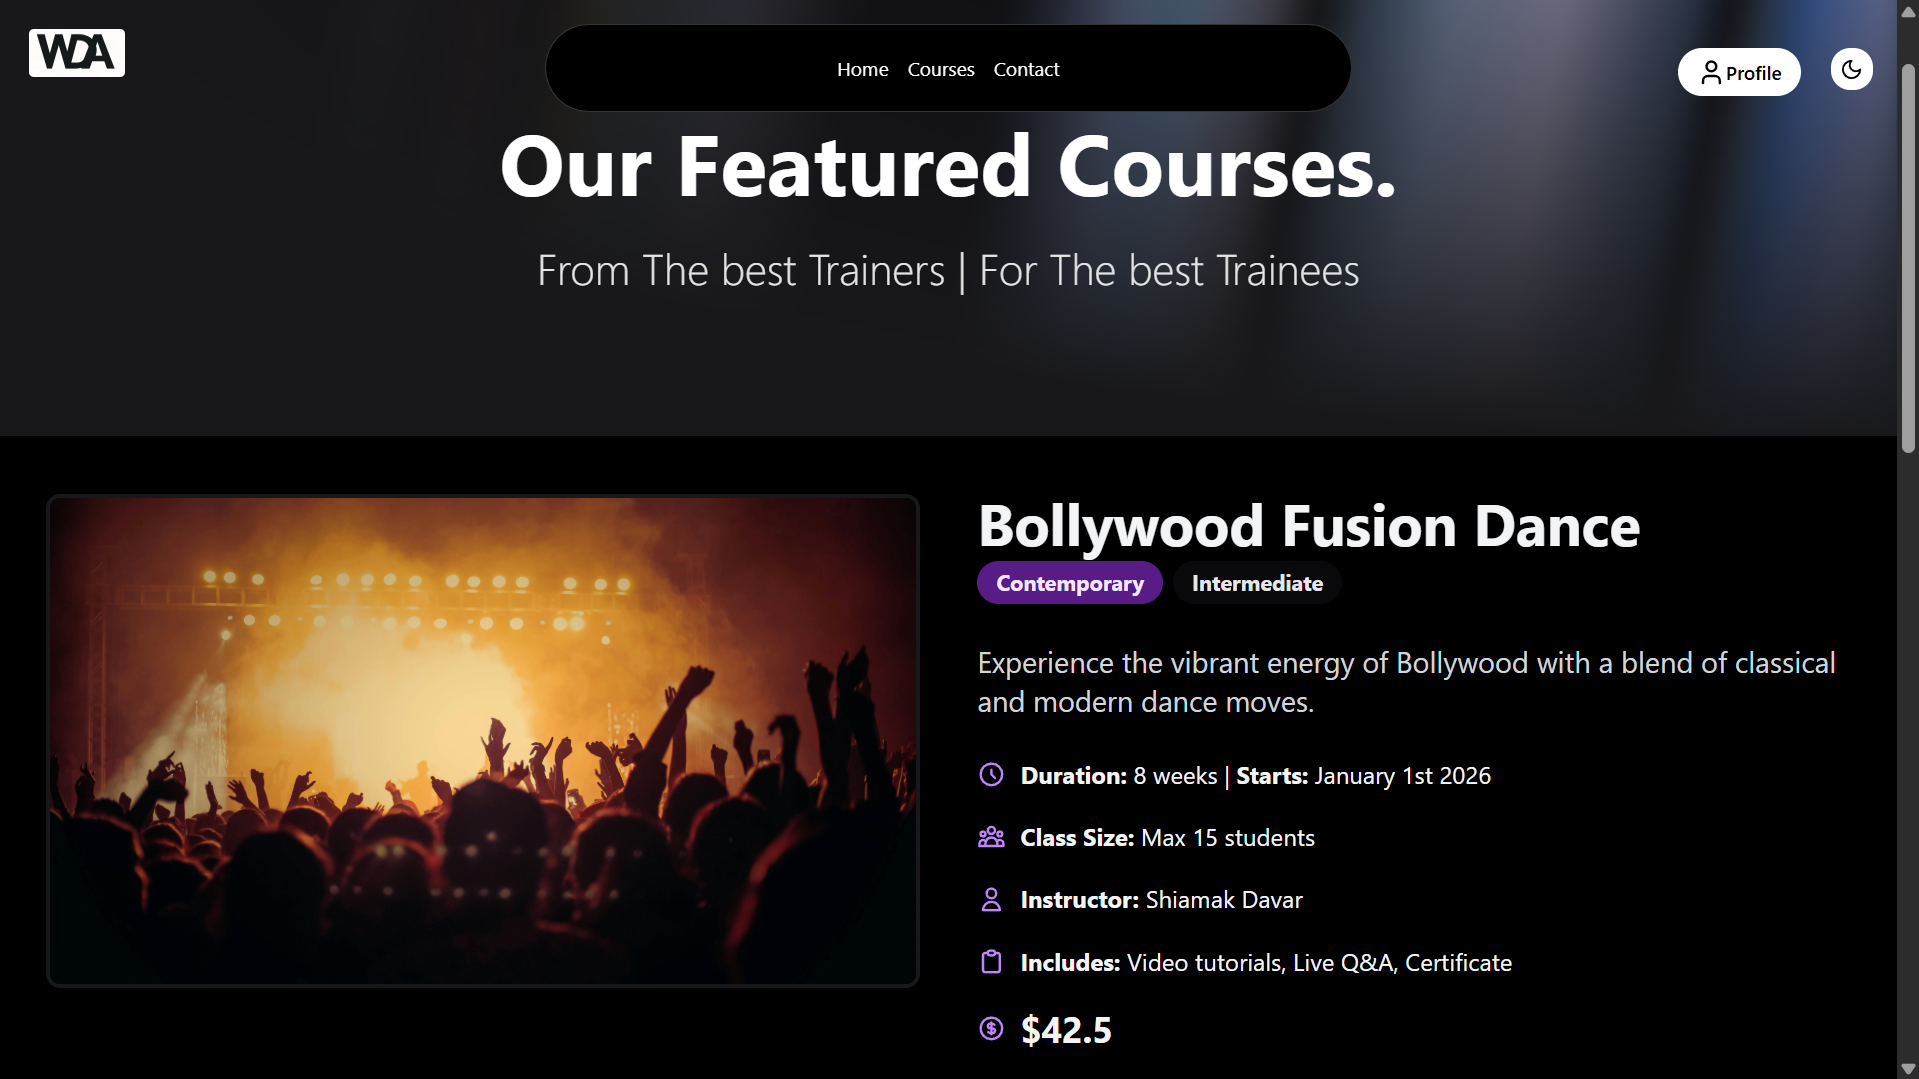 WDA
Home Courses Contact
Profile
Our Featured Courses.
From The best Trainers | For The best Trainees
Bollywood Fusion Dance
Contemporary Intermediate
Experience the vibrant energy of Bollywood with a blend of classical
and modern dance moves.
Duration: 8 weeks | Starts: January 1st 2026
Class Size: Max 15 students
Instructor: Shiamak Davar
Includes: Video tutorials, Live Q&A, Certificate
$42.5